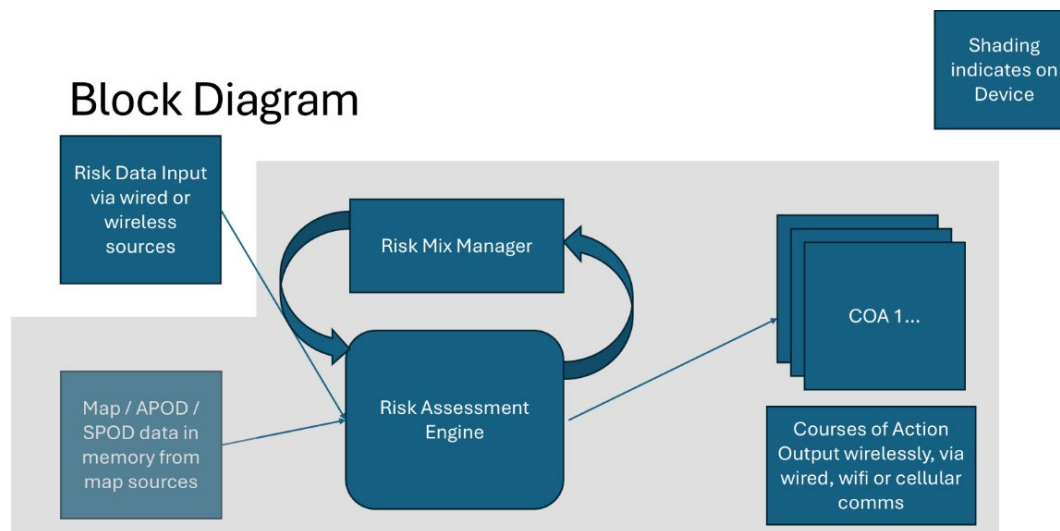 Shading
indicates on
Device
Block Diagram
Risk Data Input
via wired or
wireless
sources
Risk Mix Manager
COA 1...
Map / APOD /
SPOD data in
memory from
map sources
Risk Assessment
Engine
Courses of Action
Output wirelessly, via
wired, wifi or cellular
comms